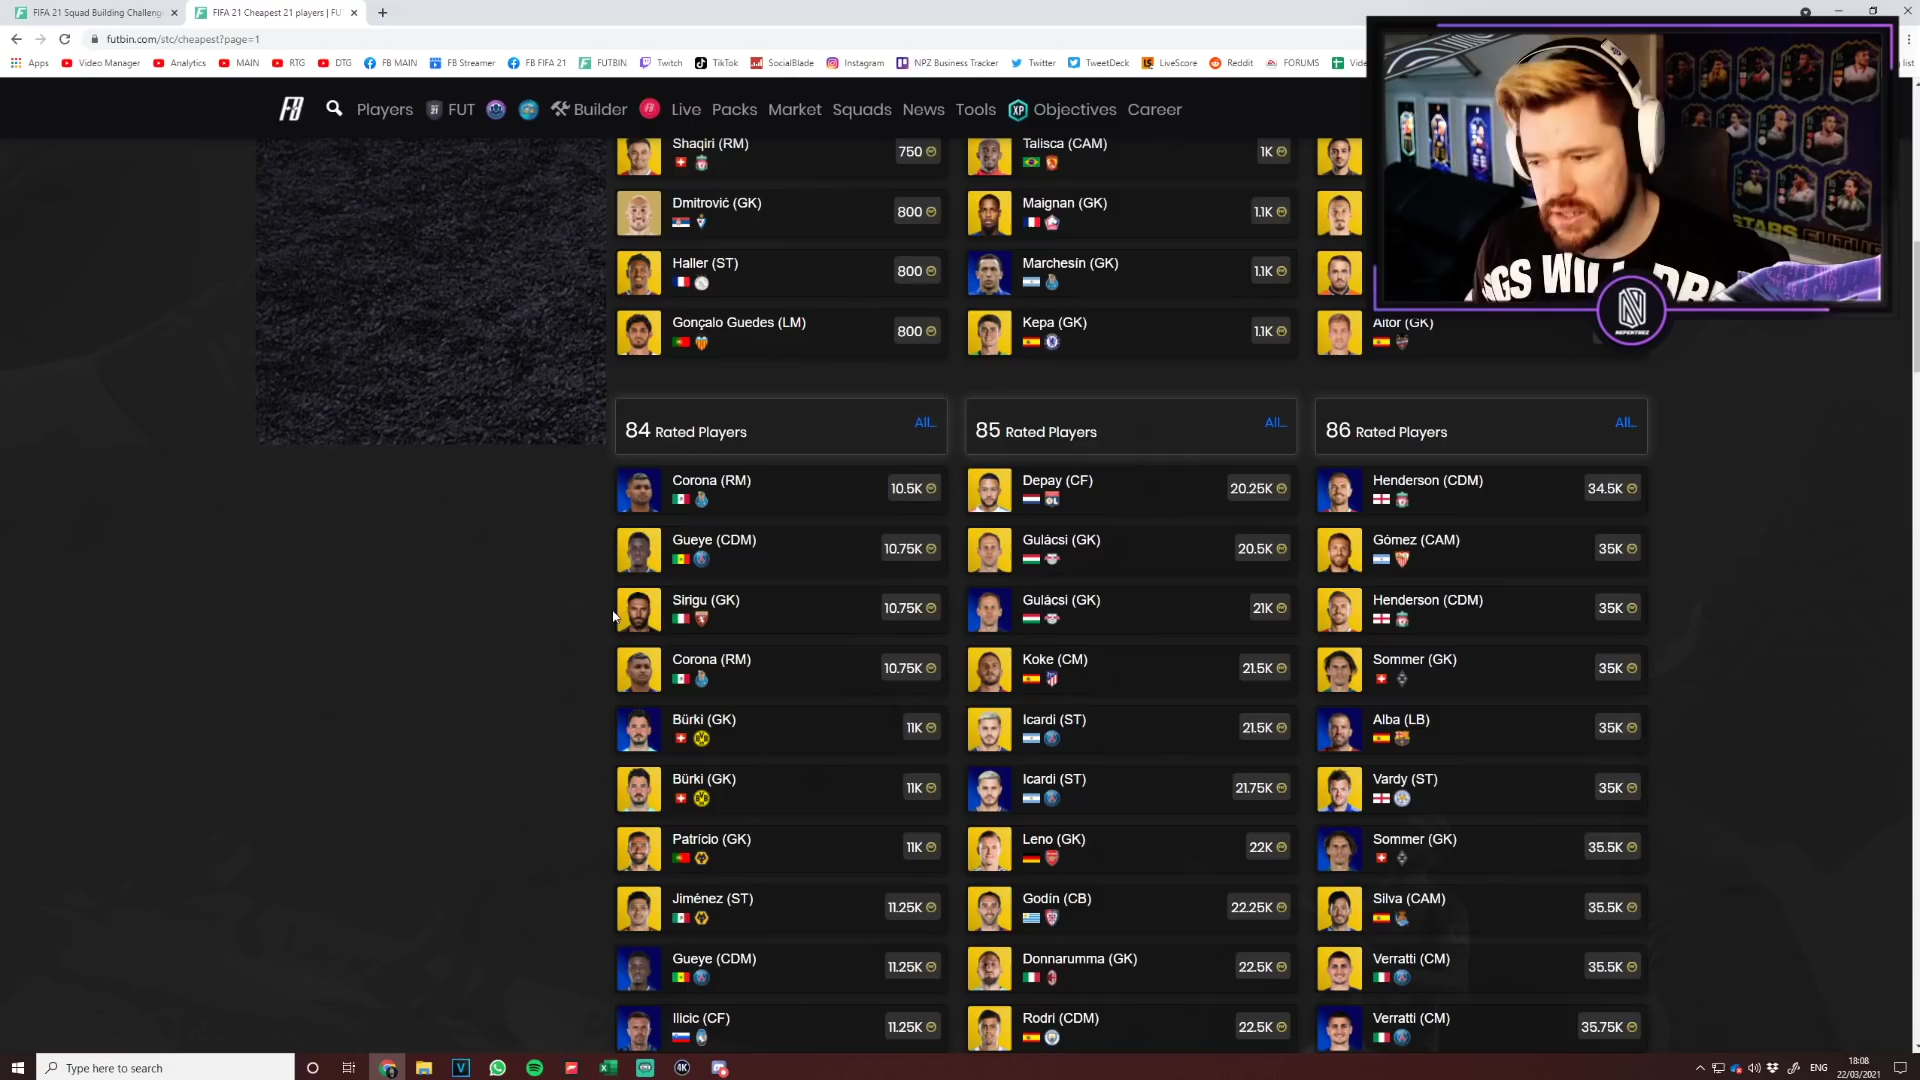 FIFA 21 Squad Building Challeng
FIFA 21 Cheapest 21 players | FU
futbin.com/stc/cheapest?page=1
Apps
Video Manager
Analytics
MAIN
RTG
DTG
FB MAIN
FB Streamer
FB FIFA 21
FUTBIN
Twitch
TikTok
SocialBlade
Instagram
NPZ Business Tracker
Twitter
TweetDeck
LiveScore
Reddit
FORUMS
Vide
list
Players
FUT
Builder
Live
Packs
Market
Squads
News
Tools
XP
Objectives
Career
Shaqiri (RM)
750
Talisca (CAM)
1K
Dmitrović (GK)
800
Maignan (GK)
1.1K
Haller (ST)
800
Marchesín (GK)
1.1K
Gonçalo Guedes (LM)
800
Kepa (GK)
1.1K
Aitor (GK)
84 Rated Players
All...
85 Rated Players
All...
86 Rated Players
All...
Corona (RM)
10.5K
Depay (CF)
20.25K
Henderson (CDM)
34.5K
Gueye (CDM)
10.75K
Gulácsi (GK)
20.5K
Gómez (CAM)
35K
Sirigu (GK)
10.75K
Gulácsi (GK)
21K
Henderson (CDM)
35K
Corona (RM)
10.75K
Koke (CM)
21.5K
Sommer (GK)
35K
Bürki (GK)
11K
Icardi (ST)
21.5K
Alba (LB)
35K
Bürki (GK)
11K
Icardi (ST)
21.75K
Vardy (ST)
35K
Patrício (GK)
11K
Leno (GK)
22K
Sommer (GK)
35.5K
Jiménez (ST)
11.25K
Godín (CB)
22.25K
Silva (CAM)
35.5K
Gueye (CDM)
11.25K
Donnarumma (GK)
22.5K
Verratti (CM)
35.5K
Iličić (CF)
11.25K
Rodri (CDM)
22.5K
Verratti (CM)
35.75K
NEPENTHEZ
Type here to search
4K
ENG
18:08
22/03/2021